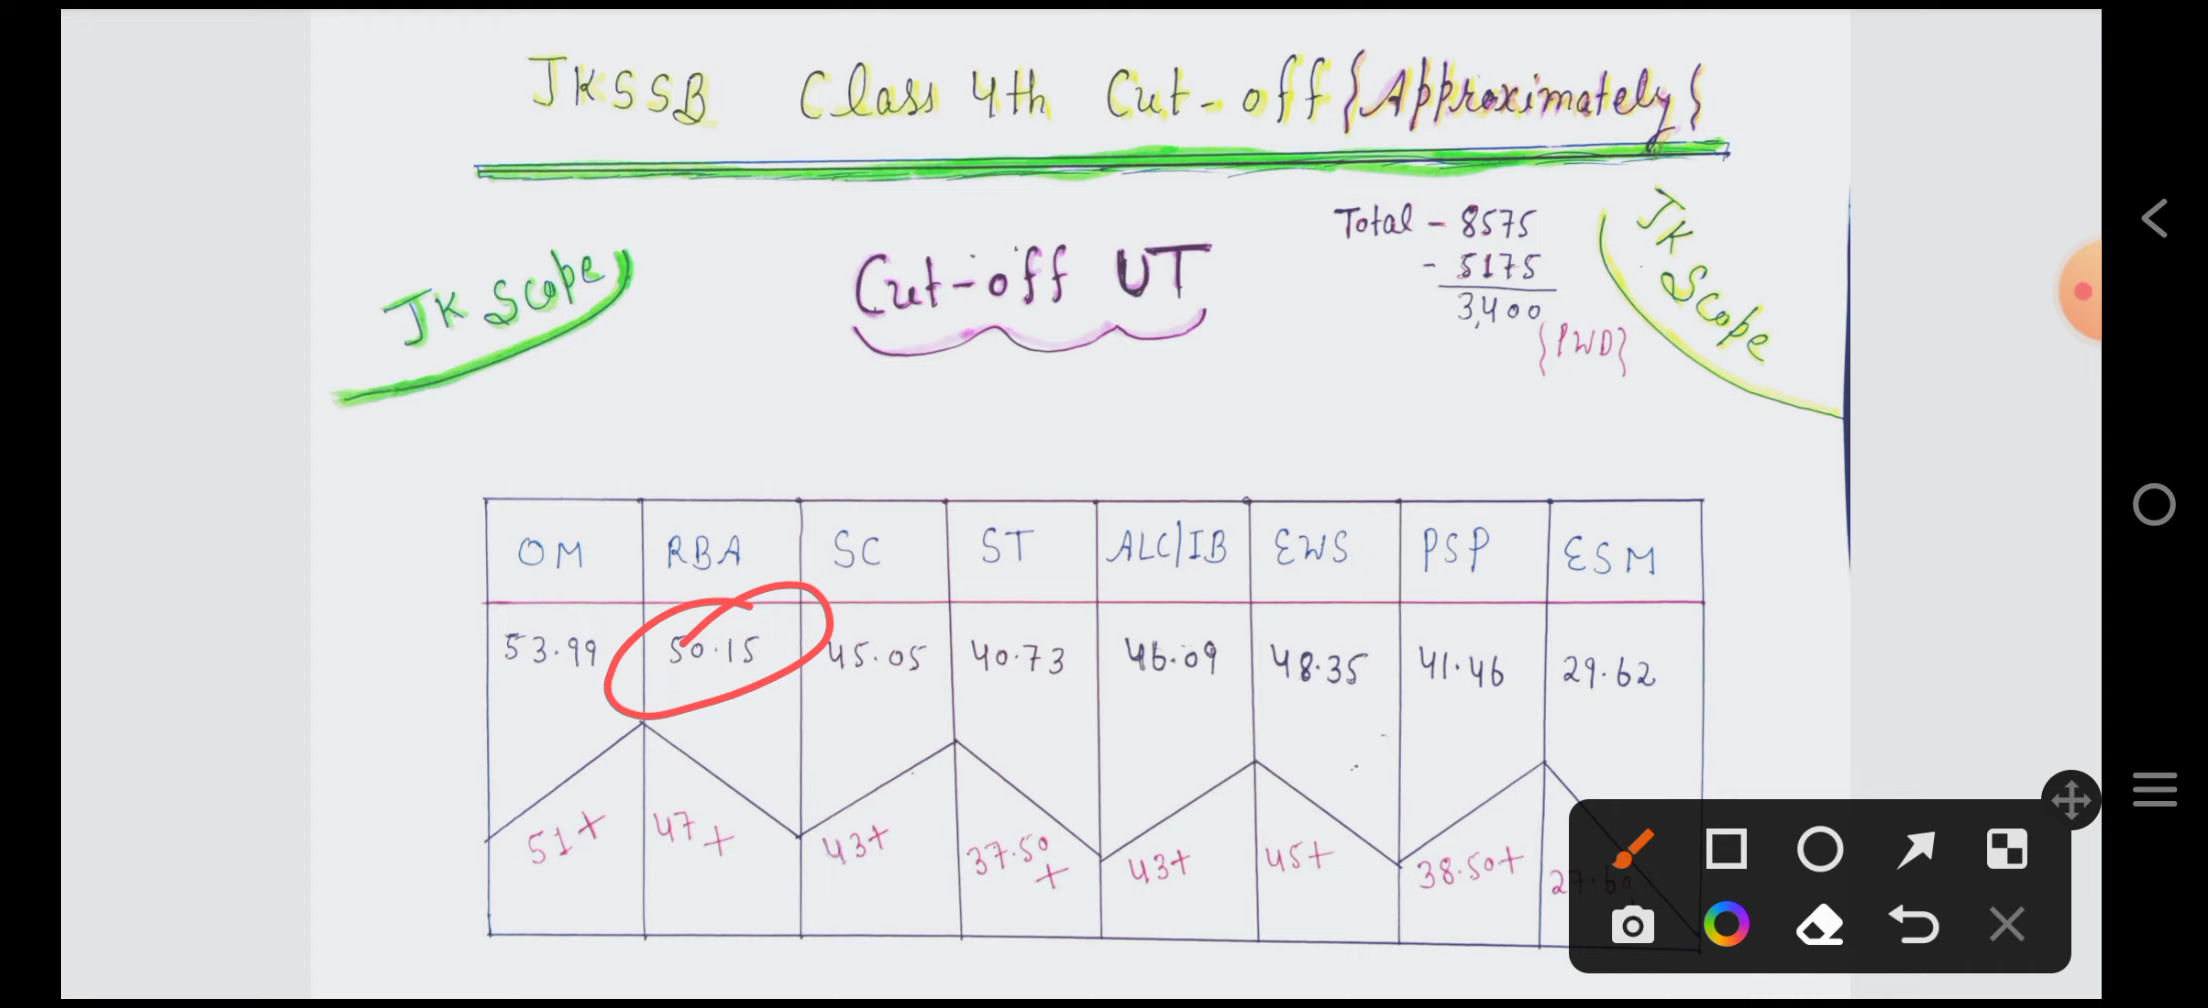 JKSSB Class 4th Cut-off {Approximately}
JK Scope
Cut-off UT
Total - 8575
- 5175
3,400
{PWD}
JK Scope
OM RBA SC ST ALC/IB EWS PSP ESM
53.99 50.15 45.05 40.73 46.09 48.35 41.46 29.62
51+ 47+ 43+ 37.50+ 43+ 45+ 38.50+